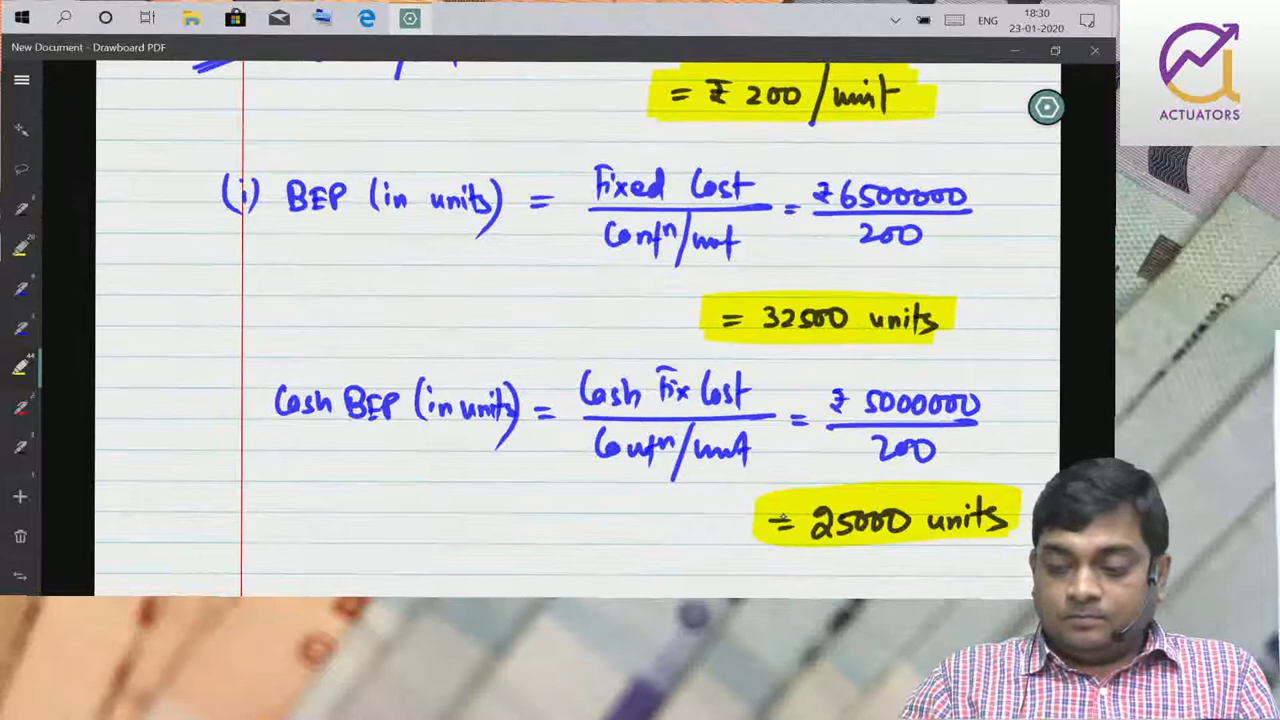 18:30
ENG
23-01-2020
New Document - Drawboard PDF
ACTUATORS
= ₹ 200/unit
(i) BEP (in units) = Fixed Cost / Contⁿ/unit = ₹6500000 / 200
= 32500 units
Cash BEP (in units) = Cash Fix Cost / Contⁿ/unit = ₹ 5000000 / 200
= 25000 units